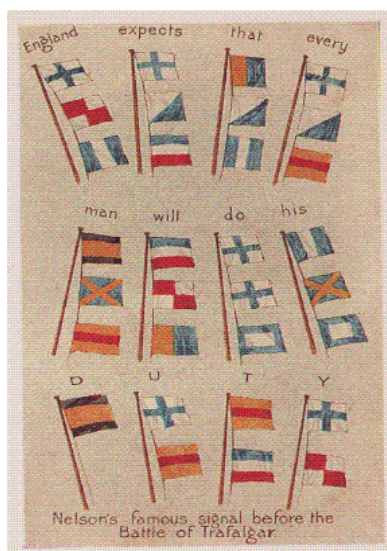 England expects that every
man will do his
D U T Y
Nelson's famous signal before the
Battle of Trafalgar.